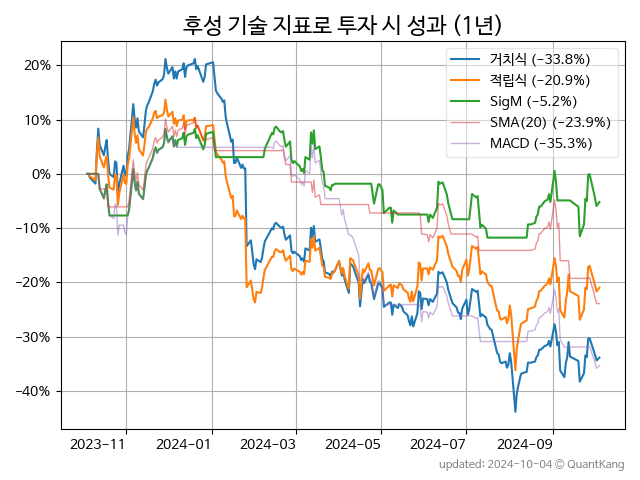 후성 기술 지표로 투자 시 성과 (1년)
거치식 (−33.8%)
적립식 (−20.9%)
SigM (−5.2%)
SMA(20) (−23.9%)
MACD (−35.3%)
20%
10%
0%
−10%
−20%
−30%
−40%
2023-11
2024-01
2024-03
2024-05
2024-07
2024-09
updated: 2024-10-04 © QuantKang